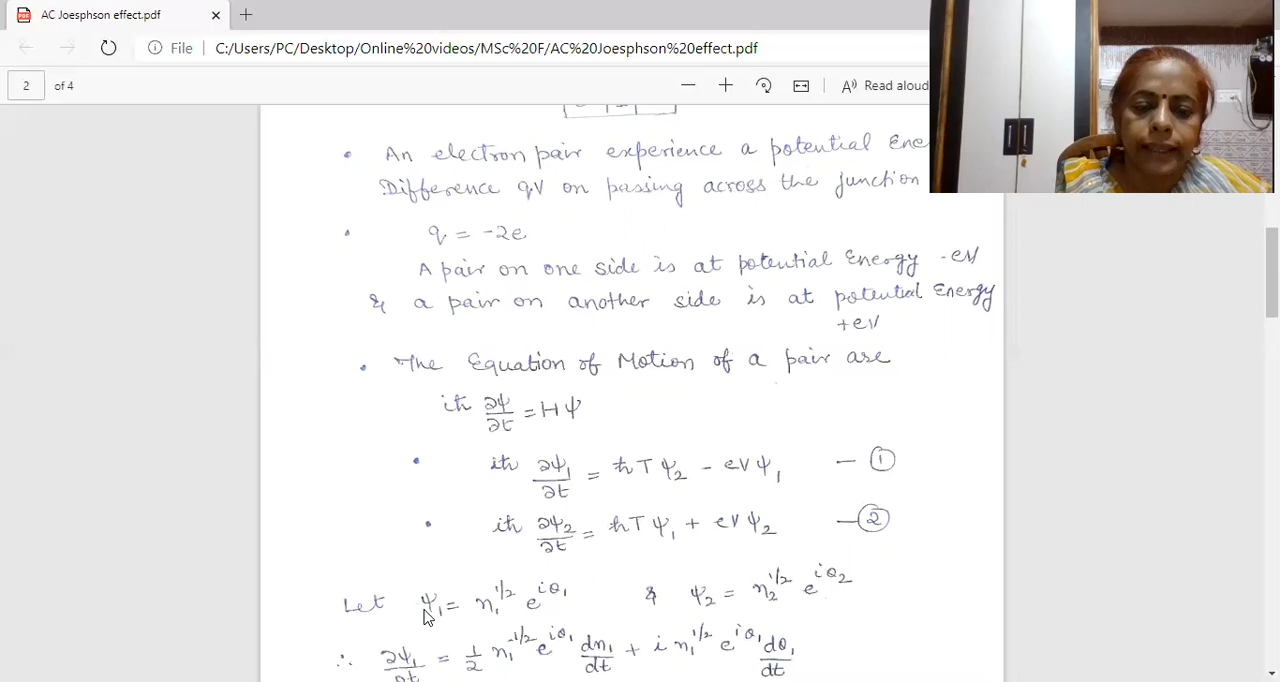 AC Joesphson effect.pdf
File C:/Users/PC/Desktop/Online%20videos/MSc%20F/AC%20Joesphson%20effect.pdf
2 of 4 Read aloud
• An electron pair experience a potential Ene
Difference qV on passing across the junction
• q = -2e
A pair on one side is at potential Energy -eV
& a pair on another side is at potential Energy
+eV
• The Equation of Motion of a pair are
iħ ∂ψ/∂t = Hψ
• iħ ∂ψ₁/∂t = ħTψ₂ - eVψ₁ — ①
• iħ ∂ψ₂/∂t = ħTψ₁ + eVψ₂ — ②
Let ψ₁ = n₁^1/2 e^iθ₁ & ψ₂ = n₂^1/2 e^iθ₂
∴ ∂ψ₁/∂t = 1/2 n₁^-1/2 e^iθ₁ dn₁/dt + i n₁^1/2 e^iθ₁ dθ₁/dt